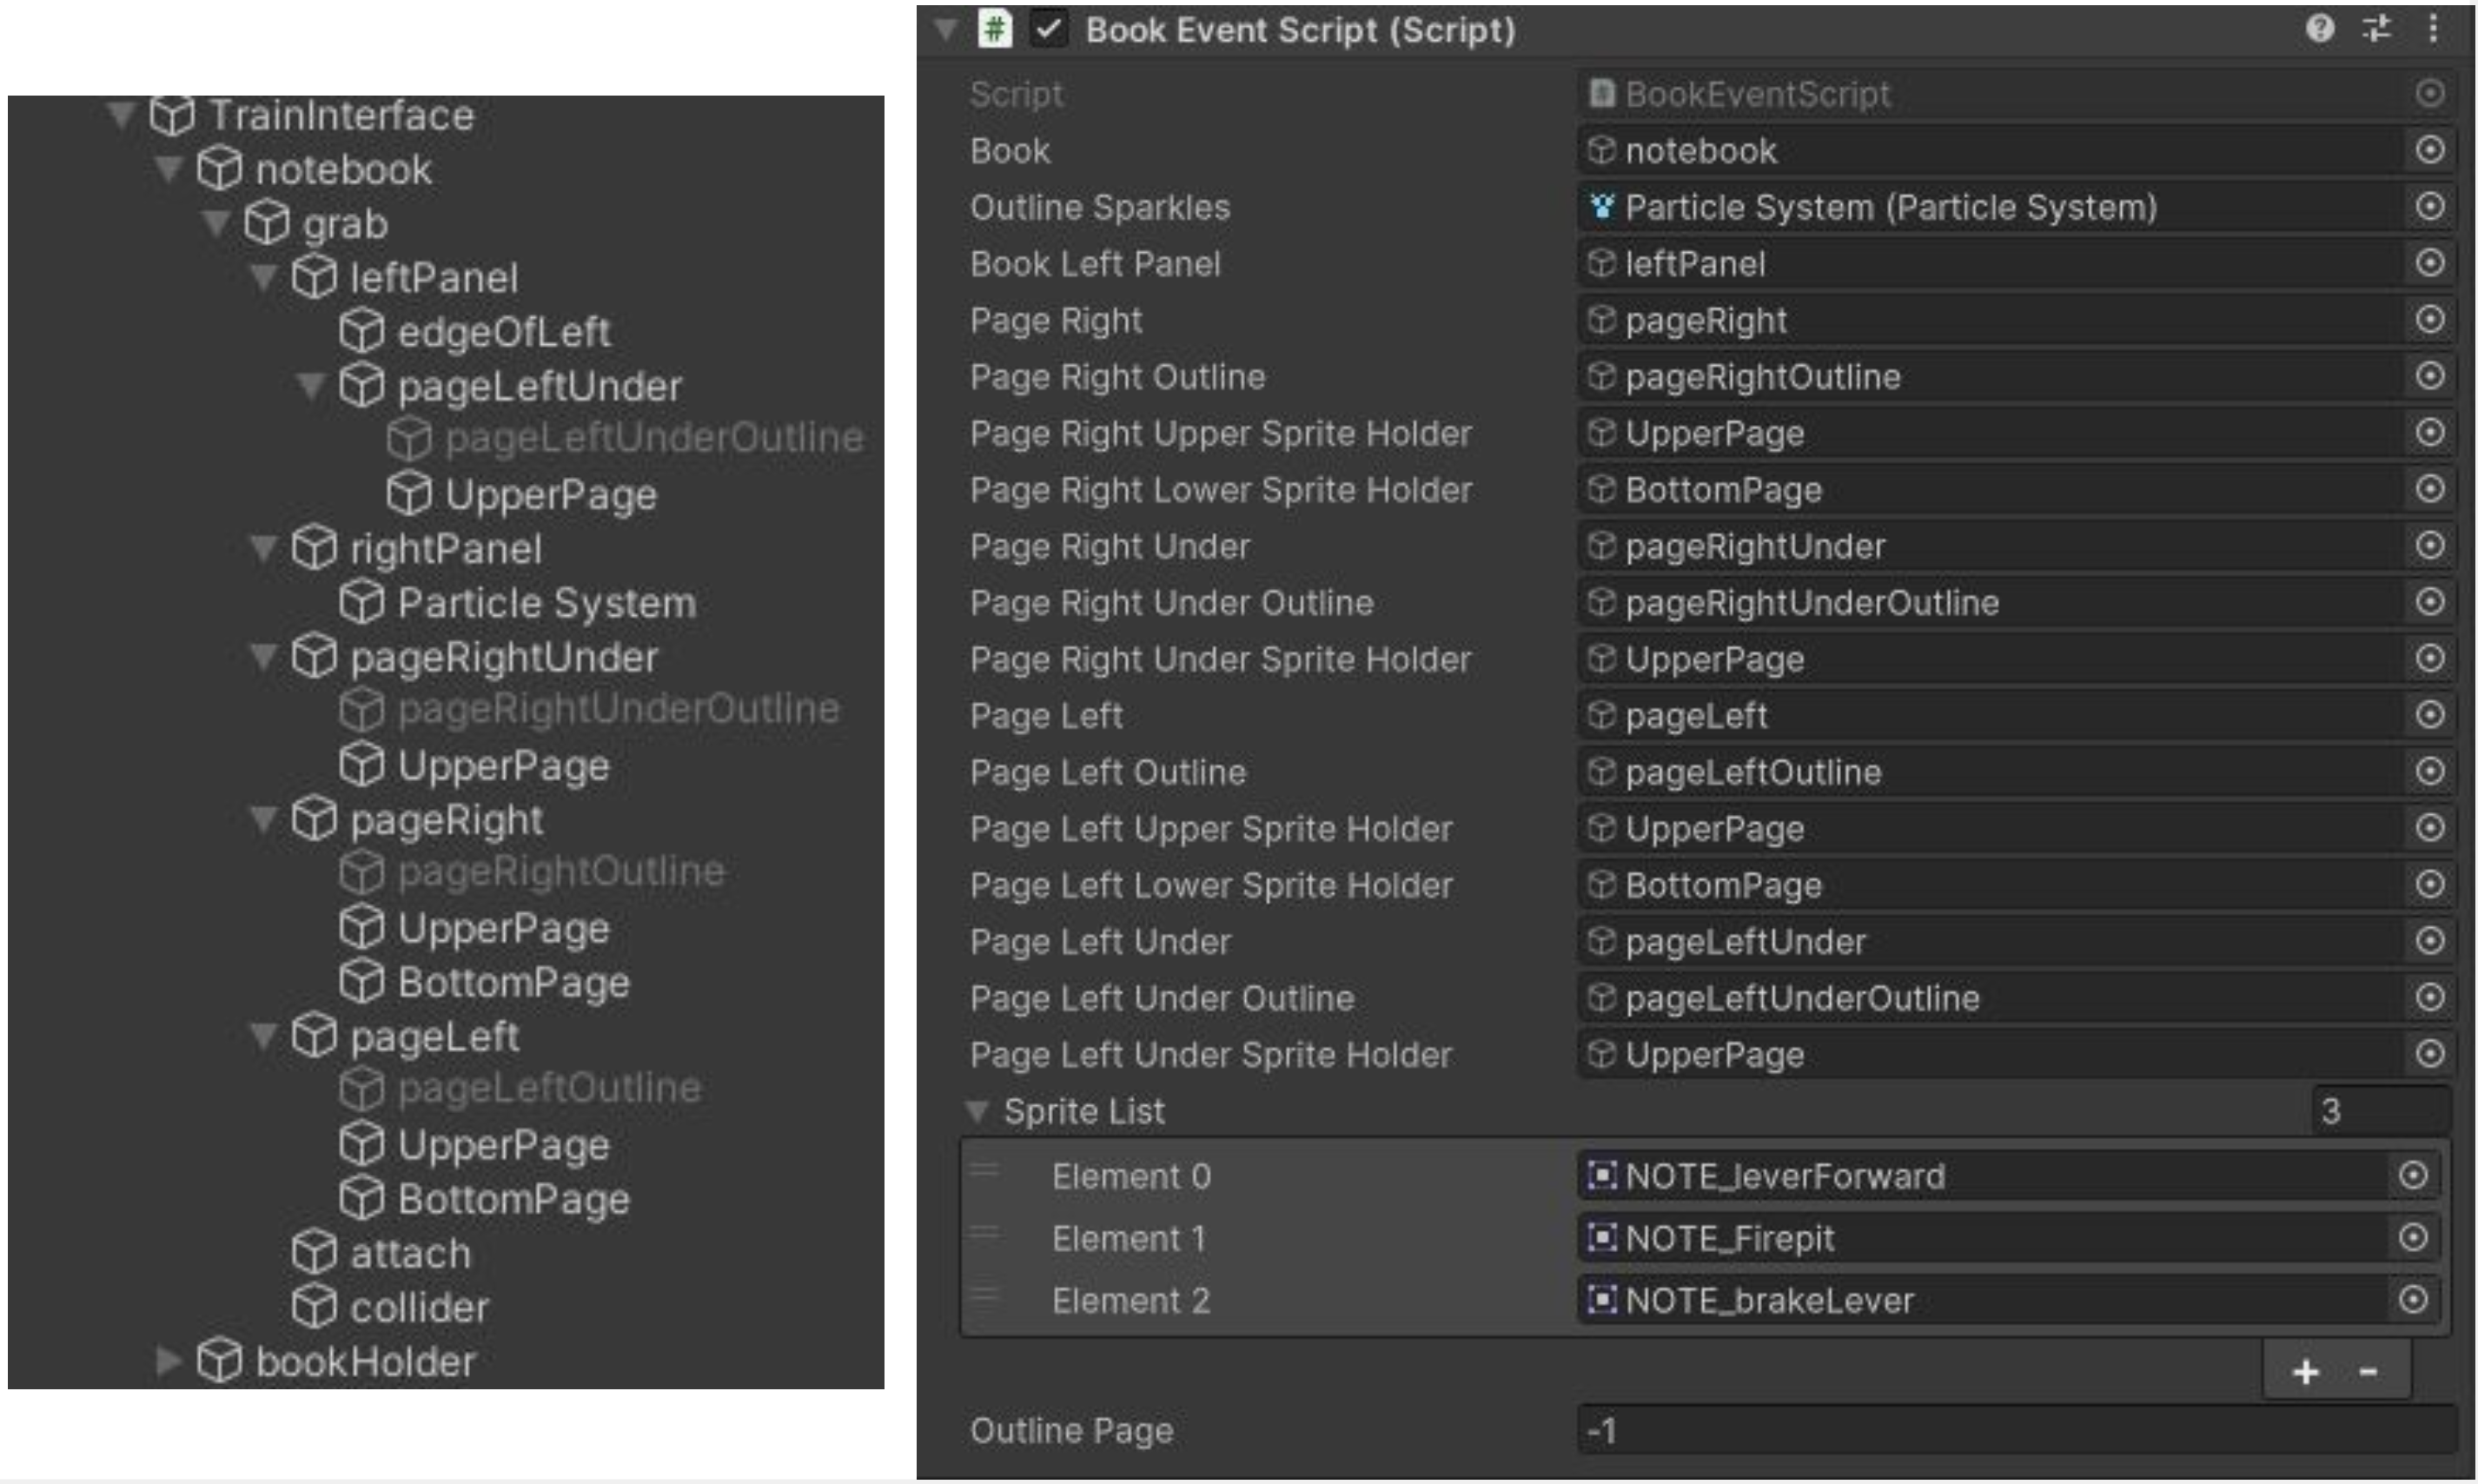 TrainInterface
notebook
grab
leftPanel
edgeOfLeft
pageLeftUnder
pageLeftUnderOutline
UpperPage
rightPanel
Particle System
pageRightUnder
pageRightUnderOutline
UpperPage
pageRight
pageRightOutline
UpperPage
BottomPage
pageLeft
pageLeftOutline
UpperPage
BottomPage
attach
collider
bookHolder
# Book Event Script (Script)
Script # BookEventScript
Book notebook
Outline Sparkles Particle System (Particle System)
Book Left Panel leftPanel
Page Right pageRight
Page Right Outline pageRightOutline
Page Right Upper Sprite Holder UpperPage
Page Right Lower Sprite Holder BottomPage
Page Right Under pageRightUnder
Page Right Under Outline pageRightUnderOutline
Page Right Under Sprite Holder UpperPage
Page Left pageLeft
Page Left Outline pageLeftOutline
Page Left Upper Sprite Holder UpperPage
Page Left Lower Sprite Holder BottomPage
Page Left Under pageLeftUnder
Page Left Under Outline pageLeftUnderOutline
Page Left Under Sprite Holder UpperPage
Sprite List 3
Element 0 NOTE_leverForward
Element 1 NOTE_Firepit
Element 2 NOTE_brakeLever
+ -
Outline Page -1